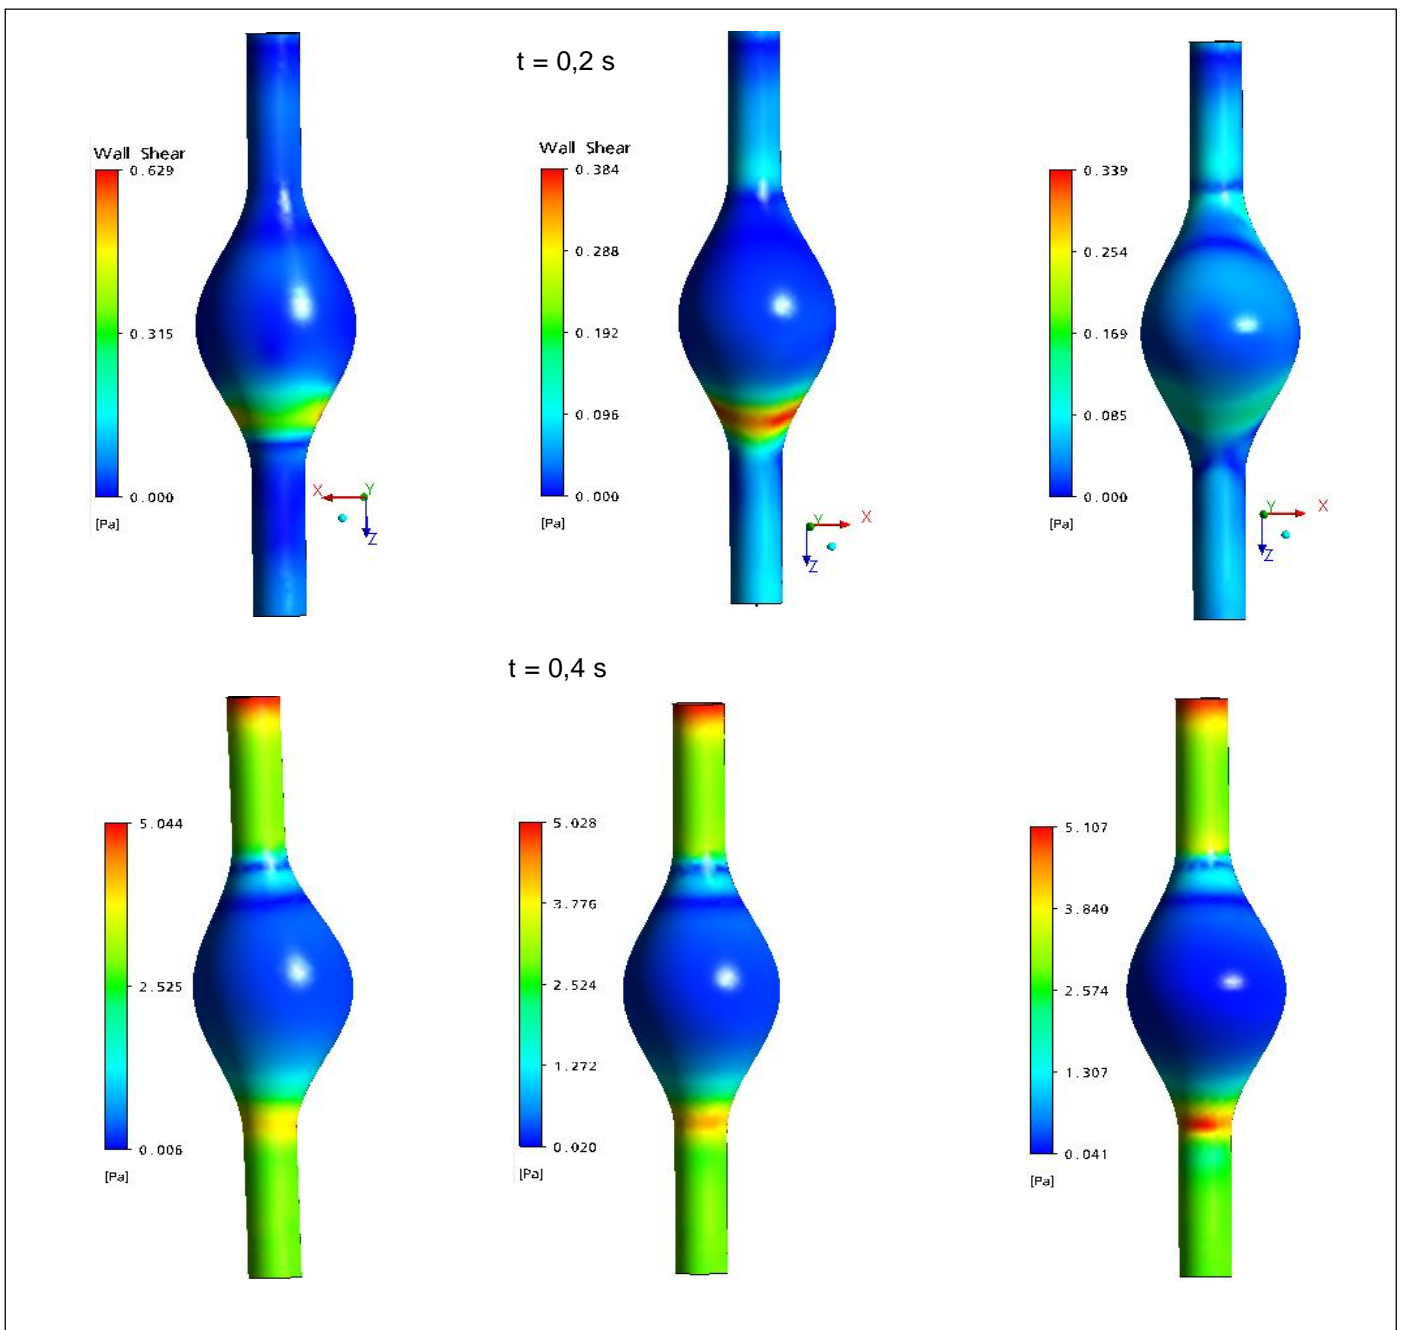 t = 0,2 s
Wall Shear
0.629
0.315
0.000
[Pa]
X Y
Z
Wall Shear
0.384
0.288
0.192
0.096
0.000
[Pa]
Y X
Z
0.339
0.254
0.169
0.085
0.000
[Pa]
Y X
Z
t = 0,4 s
5.044
2.525
0.006
[Pa]
5.028
3.776
2.524
1.272
0.020
[Pa]
5.107
3.840
2.574
1.307
0.041
[Pa]